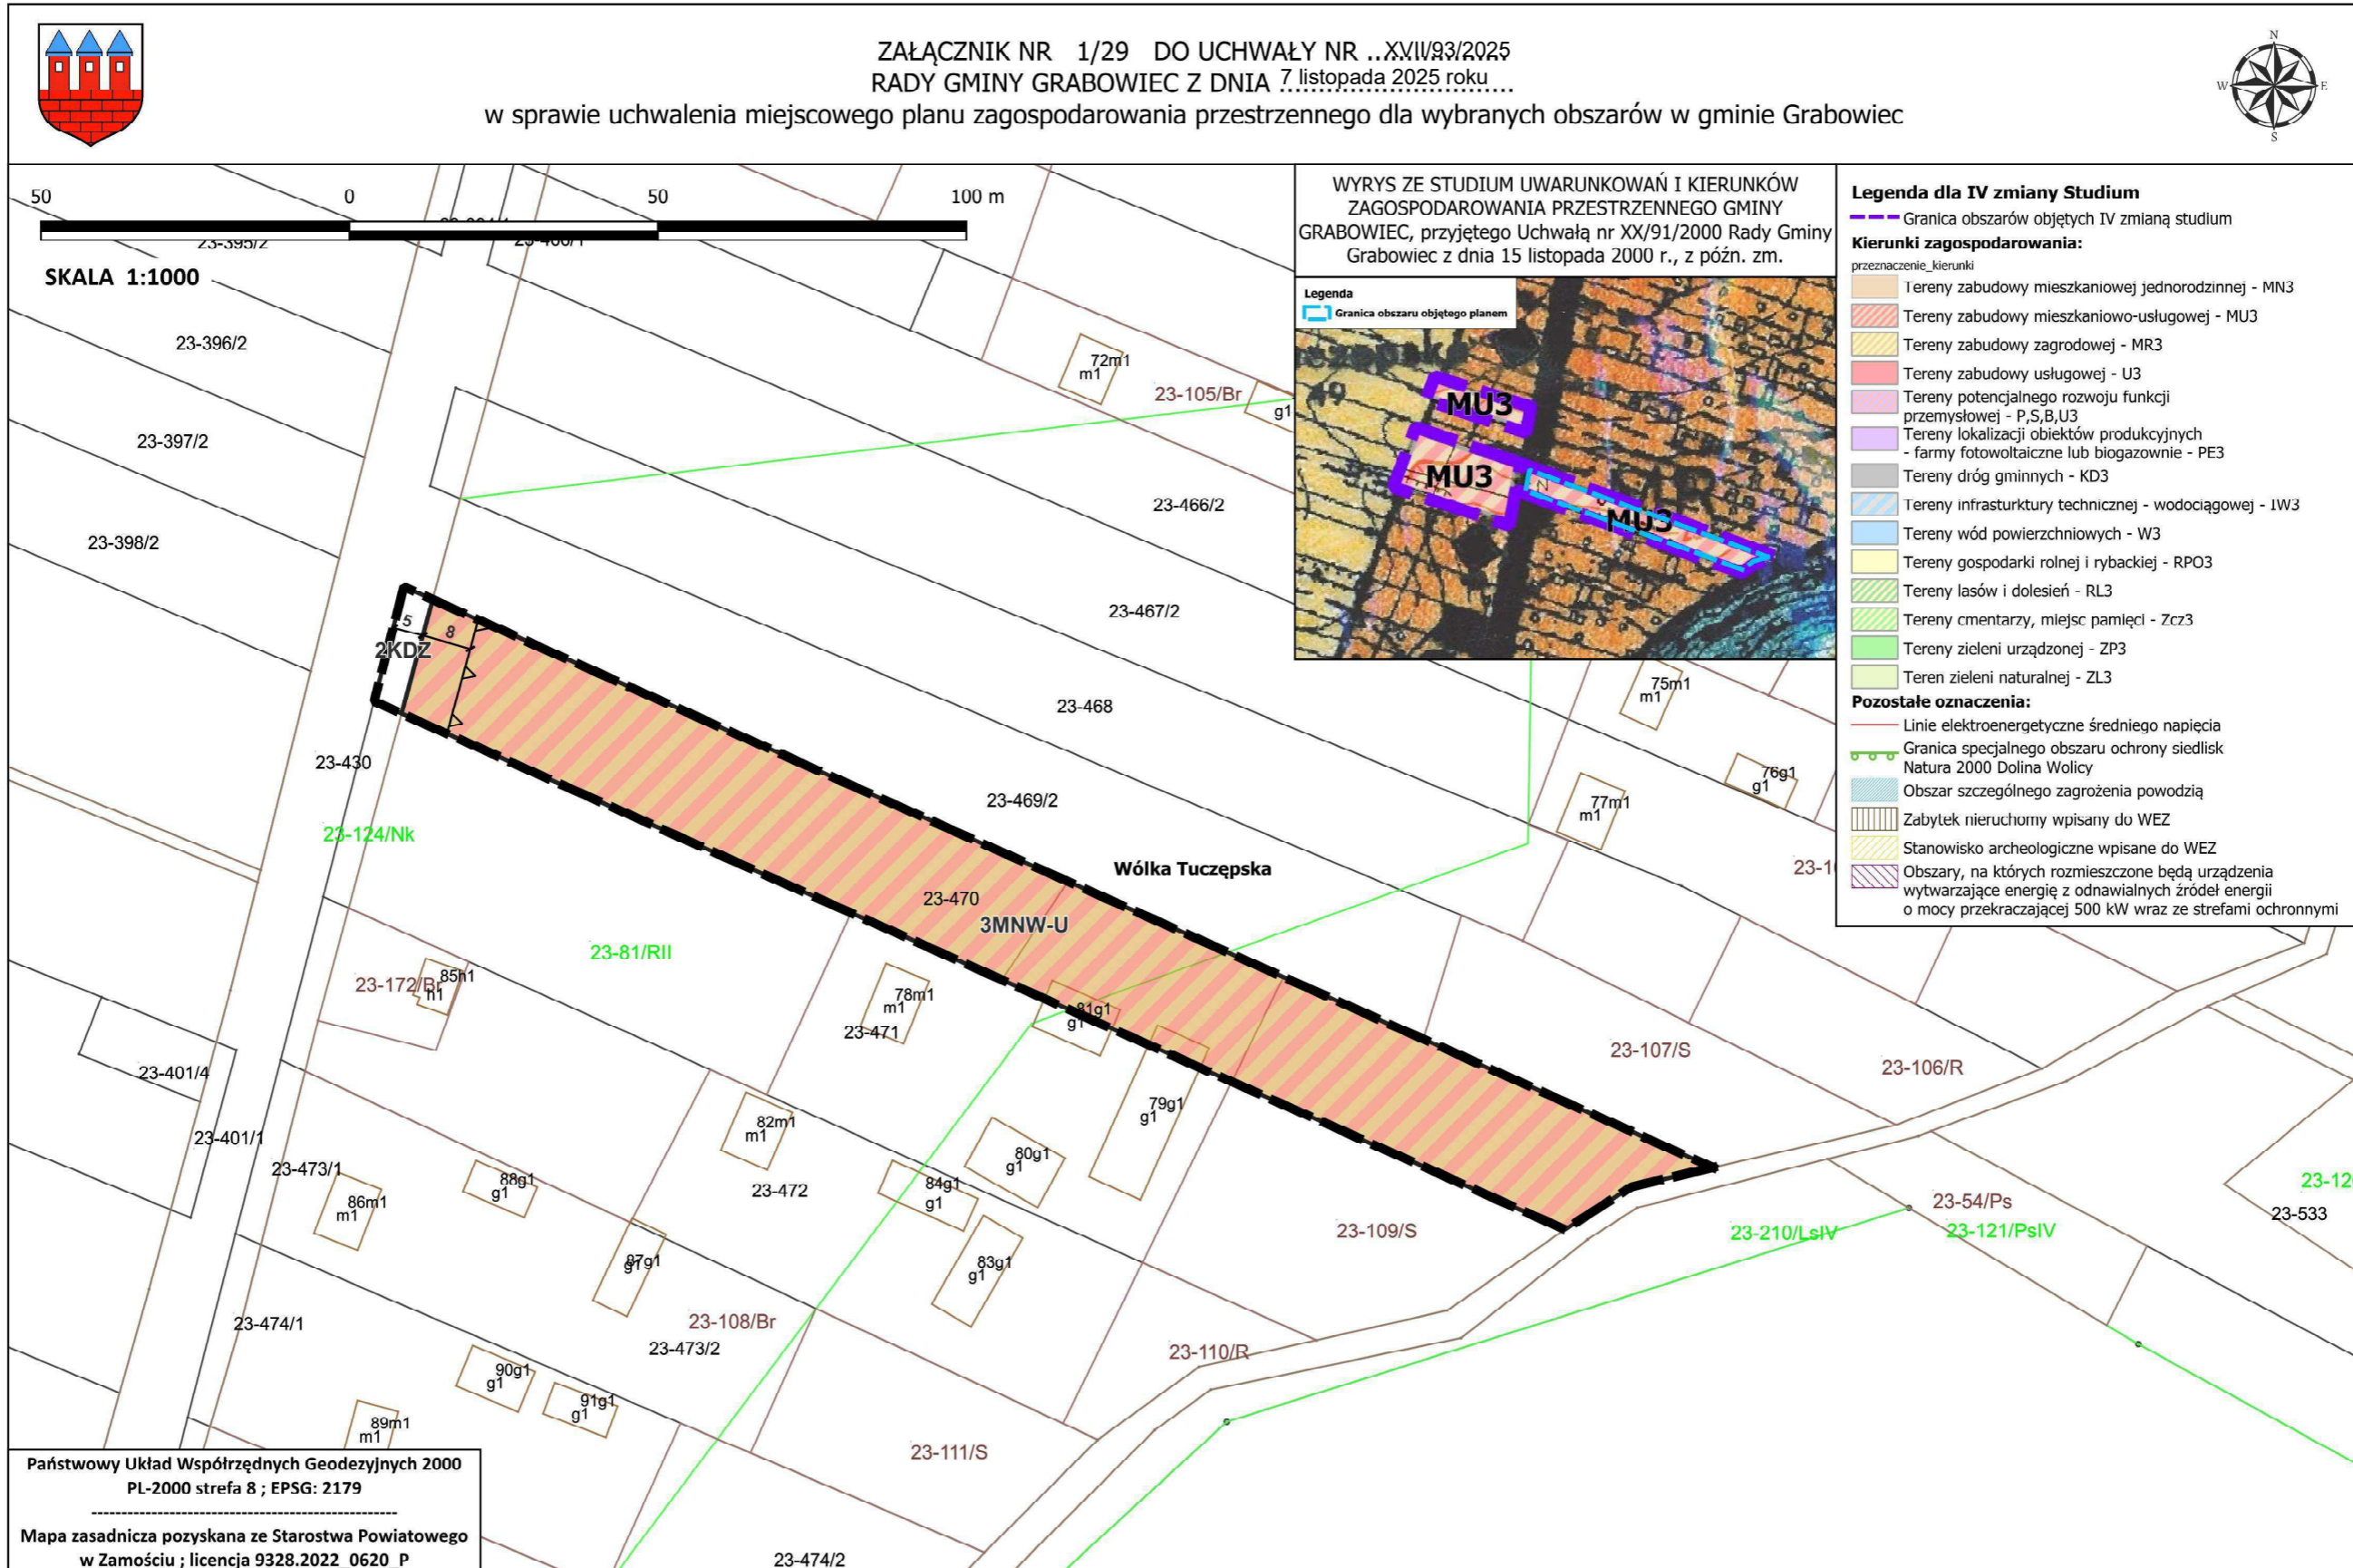 ZAŁĄCZNIK NR 1/29 DO UCHWAŁY NR ..XVII/93/2025
RADY GMINY GRABOWIEC Z DNIA 7 listopada 2025 roku
w sprawie uchwalenia miejscowego planu zagospodarowania przestrzennego dla wybranych obszarów w gminie Grabowiec
N
W
E
S
50 0 50 100 m
SKALA 1:1000
WYRYS ZE STUDIUM UWARUNKOWAŃ I KIERUNKÓW
ZAGOSPODAROWANIA PRZESTRZENNEGO GMINY
GRABOWIEC, przyjętego Uchwałą nr XX/91/2000 Rady Gminy
Grabowiec z dnia 15 listopada 2000 r., z późn. zm.
Legenda
Granica obszaru objętego planem
MU3
MU3
MU3
Legenda dla IV zmiany Studium
Granica obszarów objętych IV zmianą studium
Kierunki zagospodarowania:
przeznaczenie_kierunki
Tereny zabudowy mieszkaniowej jednorodzinnej - MN3
Tereny zabudowy mieszkaniowo-usługowej - MU3
Tereny zabudowy zagrodowej - MR3
Tereny zabudowy usługowej - U3
Tereny potencjalnego rozwoju funkcji
przemysłowej - P,S,B,U3
Tereny lokalizacji obiektów produkcyjnych
- farmy fotowoltaiczne lub biogazownie - PE3
Tereny dróg gminnych - KD3
Tereny infrasturktury technicznej - wodociągowej - IW3
Tereny wód powierzchniowych - W3
Tereny gospodarki rolnej i rybackiej - RPO3
Tereny lasów i dolesień - RL3
Tereny cmentarzy, miejsc pamięci - Zcz3
Tereny zieleni urządzonej - ZP3
Teren zieleni naturalnej - ZL3
Pozostałe oznaczenia:
Linie elektroenergetyczne średniego napięcia
Granica specjalnego obszaru ochrony siedlisk
Natura 2000 Dolina Wolicy
Obszar szczególnego zagrożenia powodzią
Zabytek nieruchomy wpisany do WEZ
Stanowisko archeologiczne wpisane do WEZ
Obszary, na których rozmieszczone będą urządzenia
wytwarzające energię z odnawialnych źródeł energii
o mocy przekraczającej 500 kW wraz ze strefami ochronnymi
23-395/2
23-396/2
72m1
m1
23-105/Br
g1
23-397/2
23-466/2
23-398/2
23-467/2
5
8
2KDZ
75m1
m1
23-468
23-430
76g1
g1
23-469/2
77m1
m1
23-124/Nk
Wólka Tuczępska
23-470
3MNW-U
23-81/RII
23-172/Br
85h1
h1
78m1
m1
23-471
81g1
g1
23-107/S
23-106/R
23-401/4
79g1
g1
82m1
m1
23-401/1
23-473/1
80g1
g1
88g1
g1
84g1
g1
23-472
86m1
m1
23-54/Ps
23-533
23-109/S
23-210/LsIV
23-121/PsIV
87g1
g1
83g1
g1
23-474/1
23-108/Br
23-473/2
23-110/R
90g1
g1
91g1
g1
89m1
m1
23-111/S
23-474/2
Państwowy Układ Współrzędnych Geodezyjnych 2000
PL-2000 strefa 8 ; EPSG: 2179
--------------------------------------------------
Mapa zasadnicza pozyskana ze Starostwa Powiatowego
w Zamościu ; licencja 9328.2022_0620_P